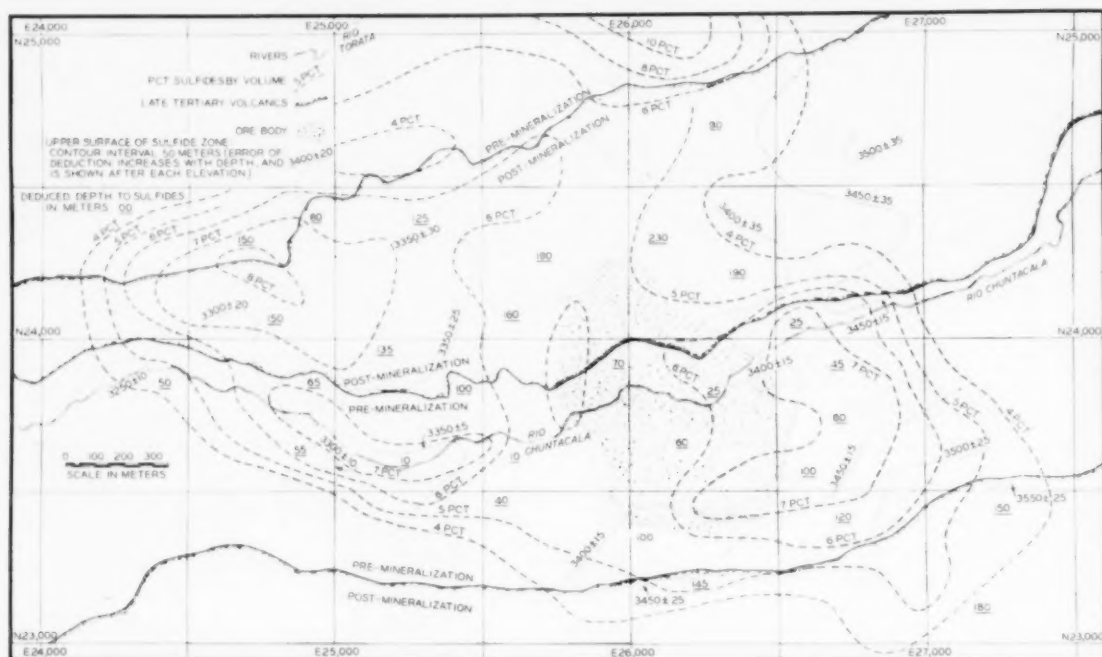 E24,000
E25,000
E26,000
E27,000
N25,000
N25,000
RIO TORATA
RIVERS
5 PCT
PCT SULFIDES BY VOLUME
LATE TERTIARY VOLCANICS
ORE BODY
UPPER SURFACE OF SULFIDE ZONE
CONTOUR INTERVAL 50 METERS (ERROR OF
DEDUCTION INCREASES WITH DEPTH, AND
IS SHOWN AFTER EACH ELEVATION)
DEDUCED DEPTH TO SULFIDES
IN METERS 00
10 PCT
8 PCT
6 PCT
4 PCT
3400±20
PRE-MINERALIZATION
POST-MINERALIZATION
90
3500±35
3450±35
3400±35
4 PCT
4 PCT
5 PCT
6 PCT
7 PCT
150
80
125
6 PCT
3350±30
180
230
190
8 PCT
3300±20
150
5 PCT
RIO CHUNTACALA
N24,000
N24,000
135
3350±25
160
25
3450±15
POST-MINERALIZATION
PRE-MINERALIZATION
50
65
100
70
6 PCT
25
3400±15
45
7 PCT
5 PCT
4 PCT
3250±10
3350±5
RIO
CHUNTACALA
55
3300±10
10
10
60
80
3500±25
0 100 200 300
SCALE IN METERS
7 PCT
6 PCT
5 PCT
4 PCT
40
100
3450±15
7 PCT
120
6 PCT
3550±25
150
PRE-MINERALIZATION
POST-MINERALIZATION
3400±15
100
145
3450±25
180
N23,000
N23,000
E24,000
E25,000
E26,000
E27,000